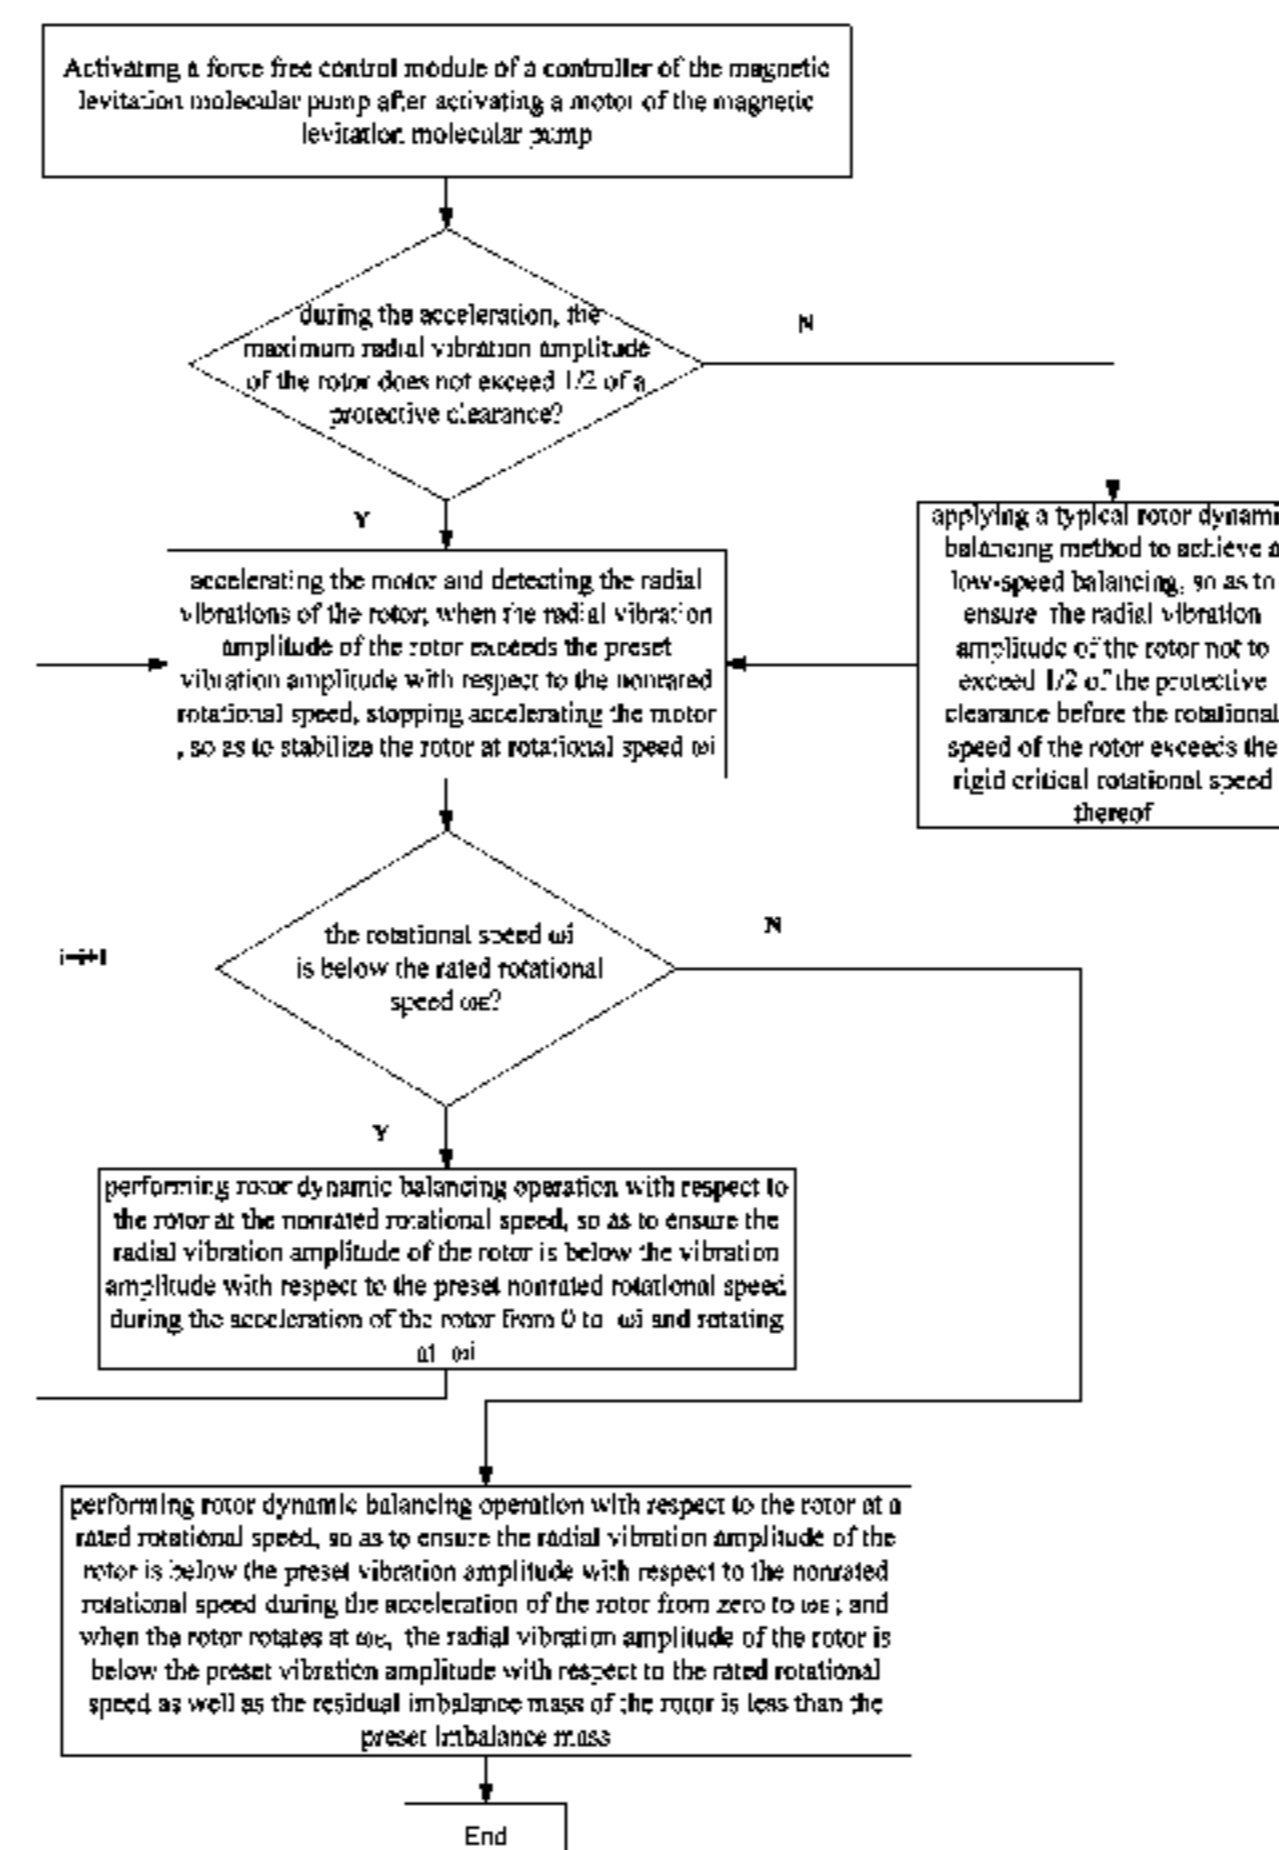 Activating a force free control module of a controller of the magnetic
levitation molecular pump after activating a motor of the magnetic
levitation molecular pump
during the acceleration, the
maximum radial vibration amplitude
of the rotor does not exceed 1/2 of a
protective clearance?
N
Y
applying a typical rotor dynami
balancing method to achieve a
low-speed balancing, so as to
ensure the radial vibration
amplitude of the rotor not to
exceed 1/2 of the protective
clearance before the rotational
speed of the rotor exceeds the
rigid critical rotational speed
thereof
accelerating the motor and detecting the radial
vibrations of the rotor, when the radial vibration
amplitude of the rotor exceeds the preset
vibration amplitude with respect to the nonrated
rotational speed, stopping accelerating the motor
, so as to stabilize the rotor at rotational speed ωi
the rotational speed ωi
is below the rated rotational
speed ωE?
N
i=i+1
Y
performing rotor dynamic balancing operation with respect to
the rotor at the nonrated rotational speed, so as to ensure the
radial vibration amplitude of the rotor is below the vibration
amplitude with respect to the preset nonrated rotational speed
during the acceleration of the rotor from 0 to ωi and rotating
at ωi
performing rotor dynamic balancing operation with respect to the rotor at a
rated rotational speed, so as to ensure the radial vibration amplitude of the
rotor is below the preset vibration amplitude with respect to the nonrated
rotational speed during the acceleration of the rotor from zero to ωE; and
when the rotor rotates at ωE, the radial vibration amplitude of the rotor is
below the preset vibration amplitude with respect to the rated rotational
speed as well as the residual imbalance mass of the rotor is less than the
preset imbalance mass
End